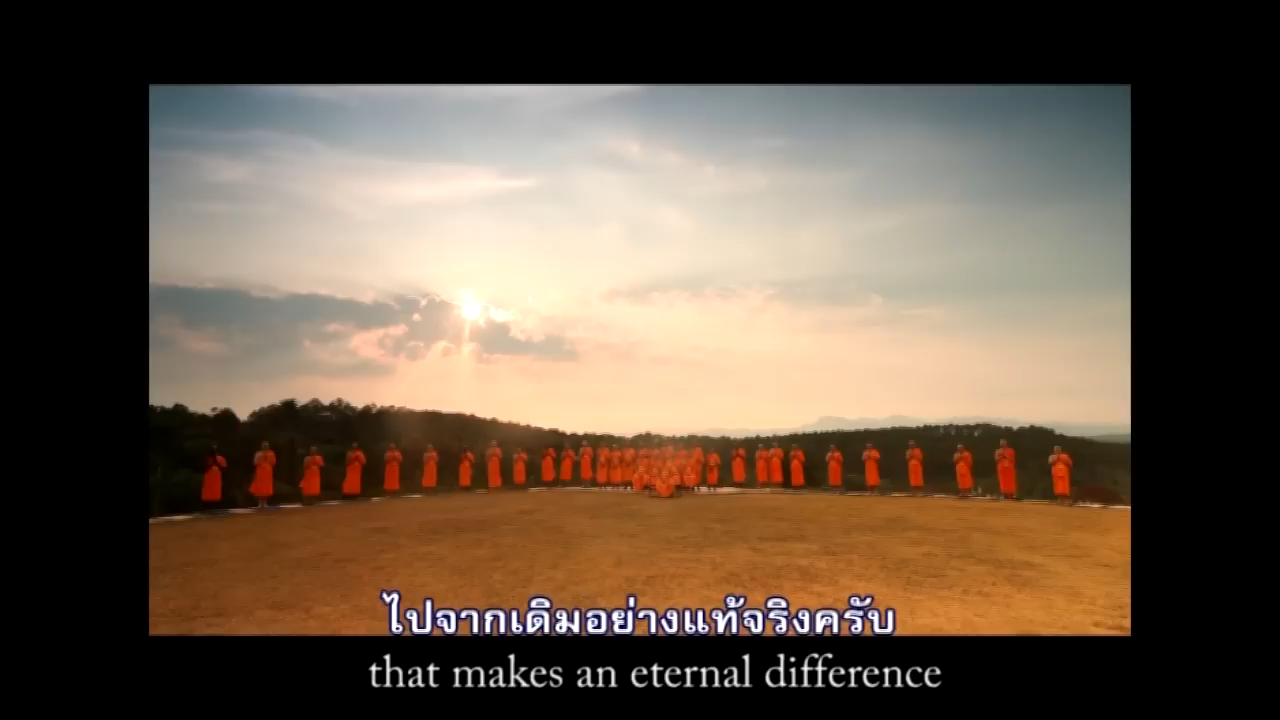 ไปจากเดิมอย่างแท้จริงครับ
that makes an eternal difference